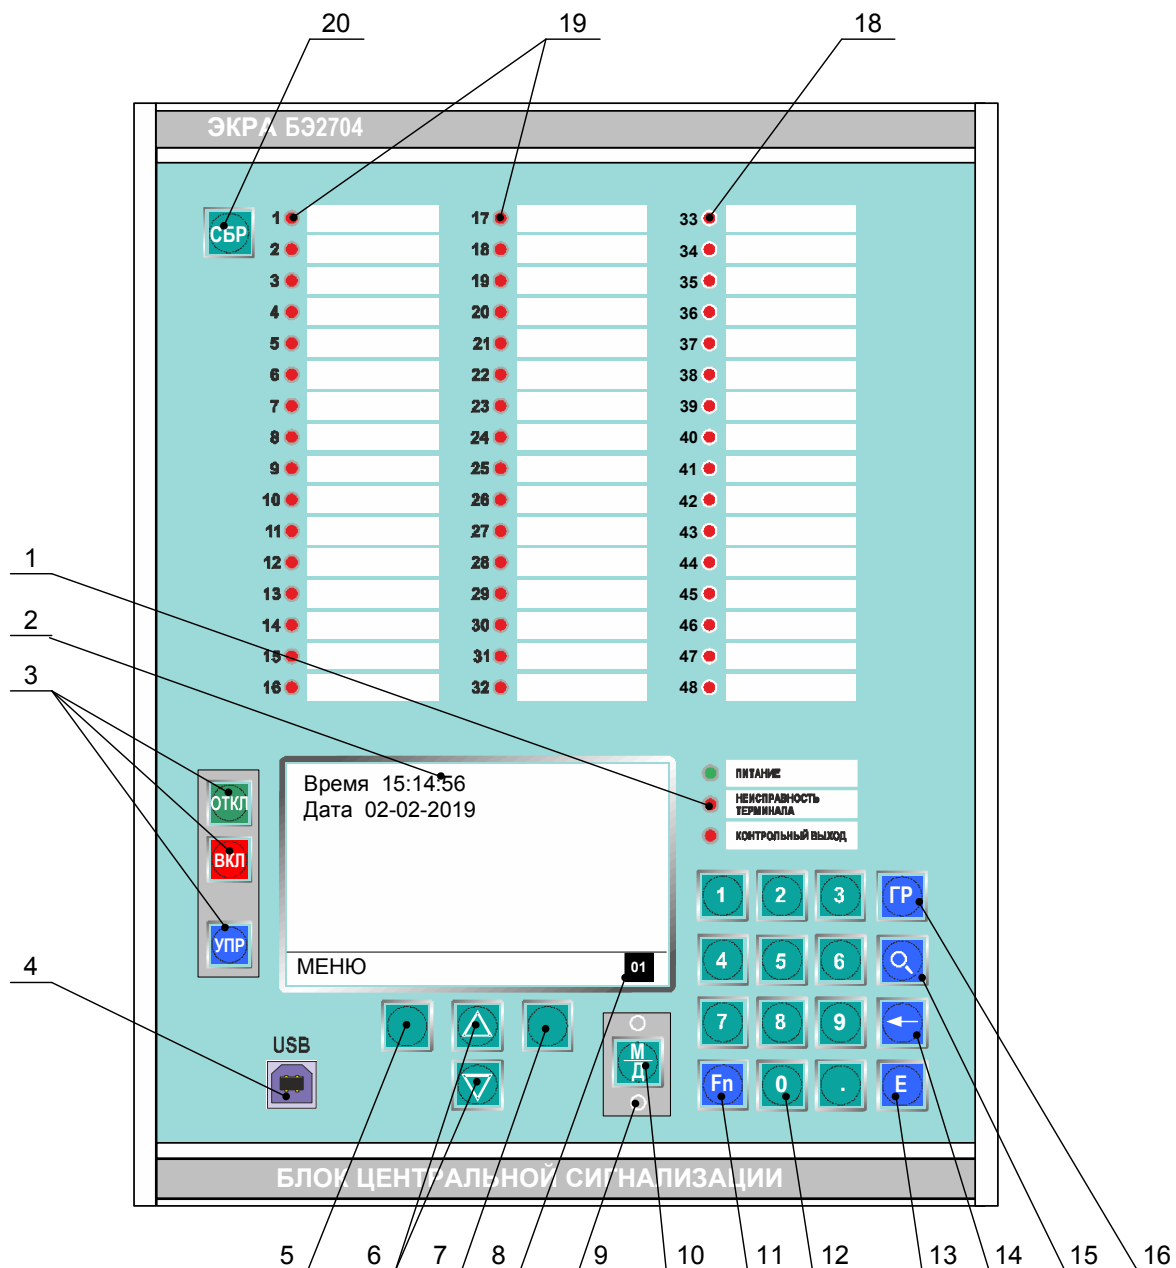 20 19 18
ЭКРА БЭ2704
СБР
1 17 33
2 18 34
3 19 35
4 20 36
5 21 37
6 22 38
7 23 39
8 24 40
9 25 41
10 26 42
11 27 43
12 28 44
13 29 45
14 30 46
15 31 47
16 32 48
1
2
3
ОТКЛ
ВКЛ
УПР
4
Время 15:14:56
Дата 02-02-2019
МЕНЮ 01
ПИТАНИЕ
НЕИСПРАВНОСТЬ
ТЕРМИНАЛА
КОНТРОЛЬНЫЙ ВЫХОД
1 2 3 ГР
4 5 6
7 8 9
Fn 0 . E
USB
М
Д
БЛОК ЦЕНТРАЛЬНОЙ СИГНАЛИЗАЦИИ
5 6 7 8 9 10 11 12 13 14 15 16